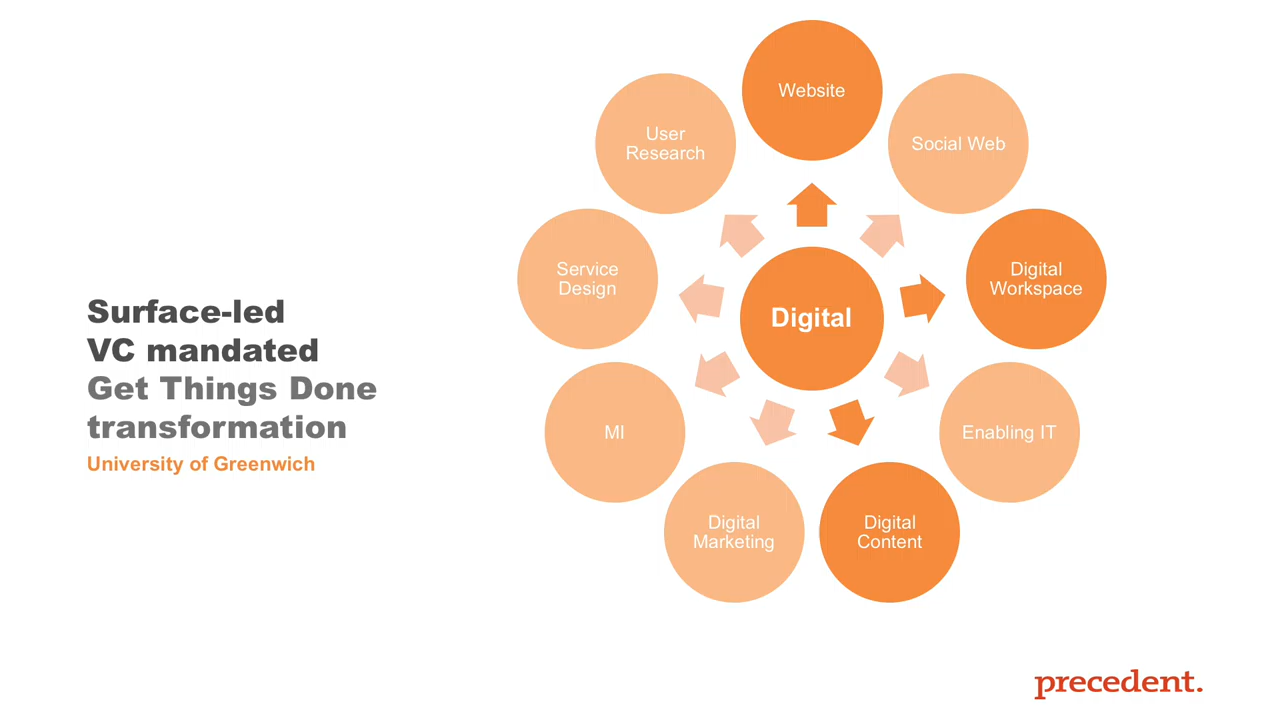 Surface-led
VC mandated
Get Things Done
transformation
University of Greenwich
Website
Social Web
Digital
Workspace
Enabling IT
Digital
Content
Digital
Marketing
MI
Service
Design
User
Research
Digital
precedent.